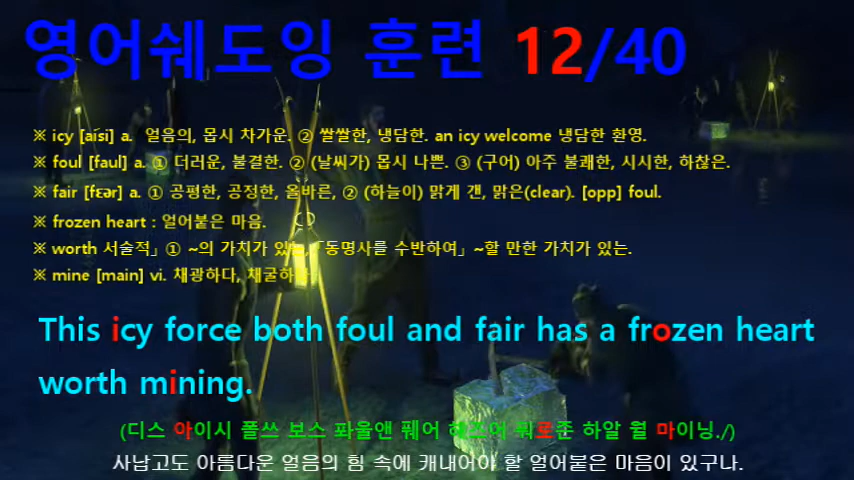 영어쉐도잉 훈련 12/40
※ icy [aísi] a. 얼음의, 몹시 차가운. ② 쌀쌀한, 냉담한. an icy welcome 냉담한 환영.
※ foul [faul] a. ① 더러운, 불결한. ② (날씨가) 몹시 나쁜. ③ (구어) 아주 불쾌한, 시시한, 하찮은.
※ fair [fɛər] a. ① 공평한, 공정한, 올바른, ② (하늘이) 맑게 갠, 맑은(clear). [opp] foul.
※ frozen heart : 얼어붙은 마음.
※ worth 서술적」① ~의 가치가 있는,「동명사를 수반하여」~할 만한 가치가 있는.
※ mine [main] vi. 채광하다, 채굴하다.
This icy force both foul and fair has a frozen heart
worth mining.
(디스 아이시 폴쓰 보스 파울앤 풰어 해즈어 뤄로즌 하알 월 마이닝./)
사납고도 아름다운 얼음의 힘 속에 캐내어야 할 얼어붙은 마음이 있구나.